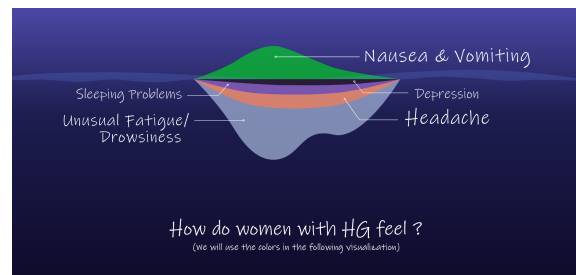 Nausea & Vomiting
Sleeping Problems
Depression
Unusual Fatigue/
Drowsiness
Headache
How do women with HG feel ?
(We will use the colors in the following visualization)